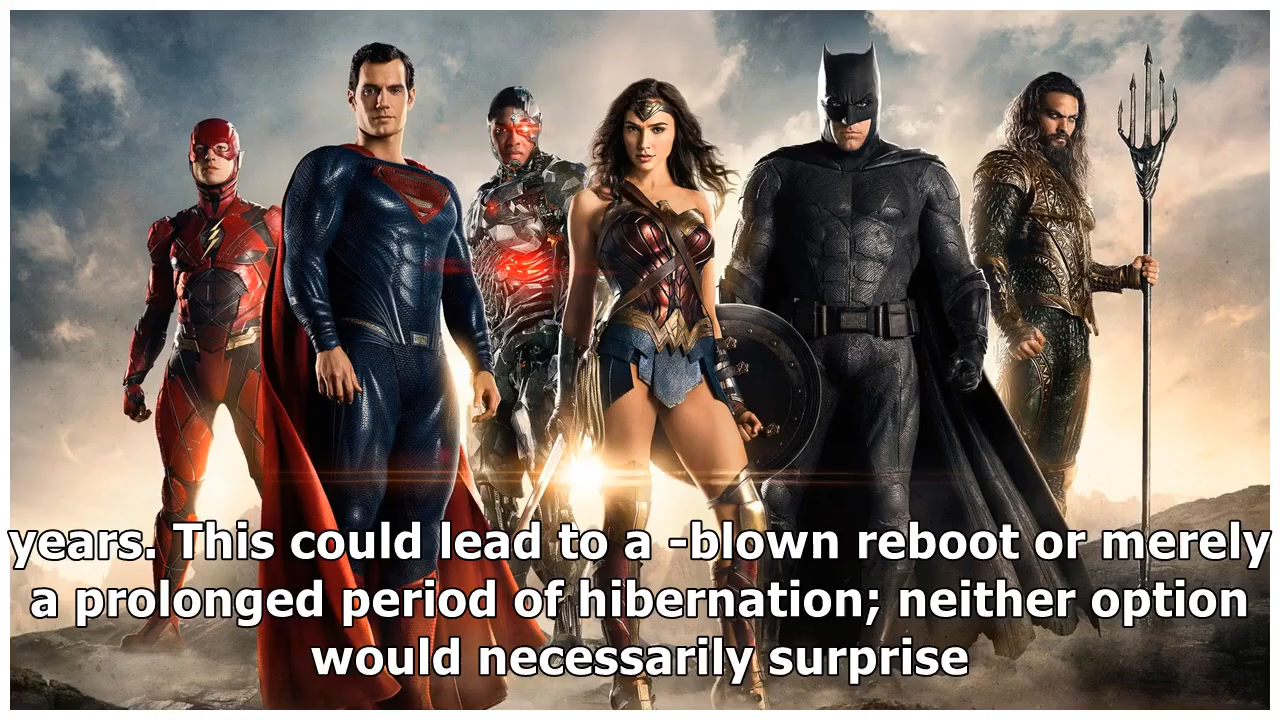 years. This could lead to a -blown reboot or merely
a prolonged period of hibernation; neither option
would necessarily surprise